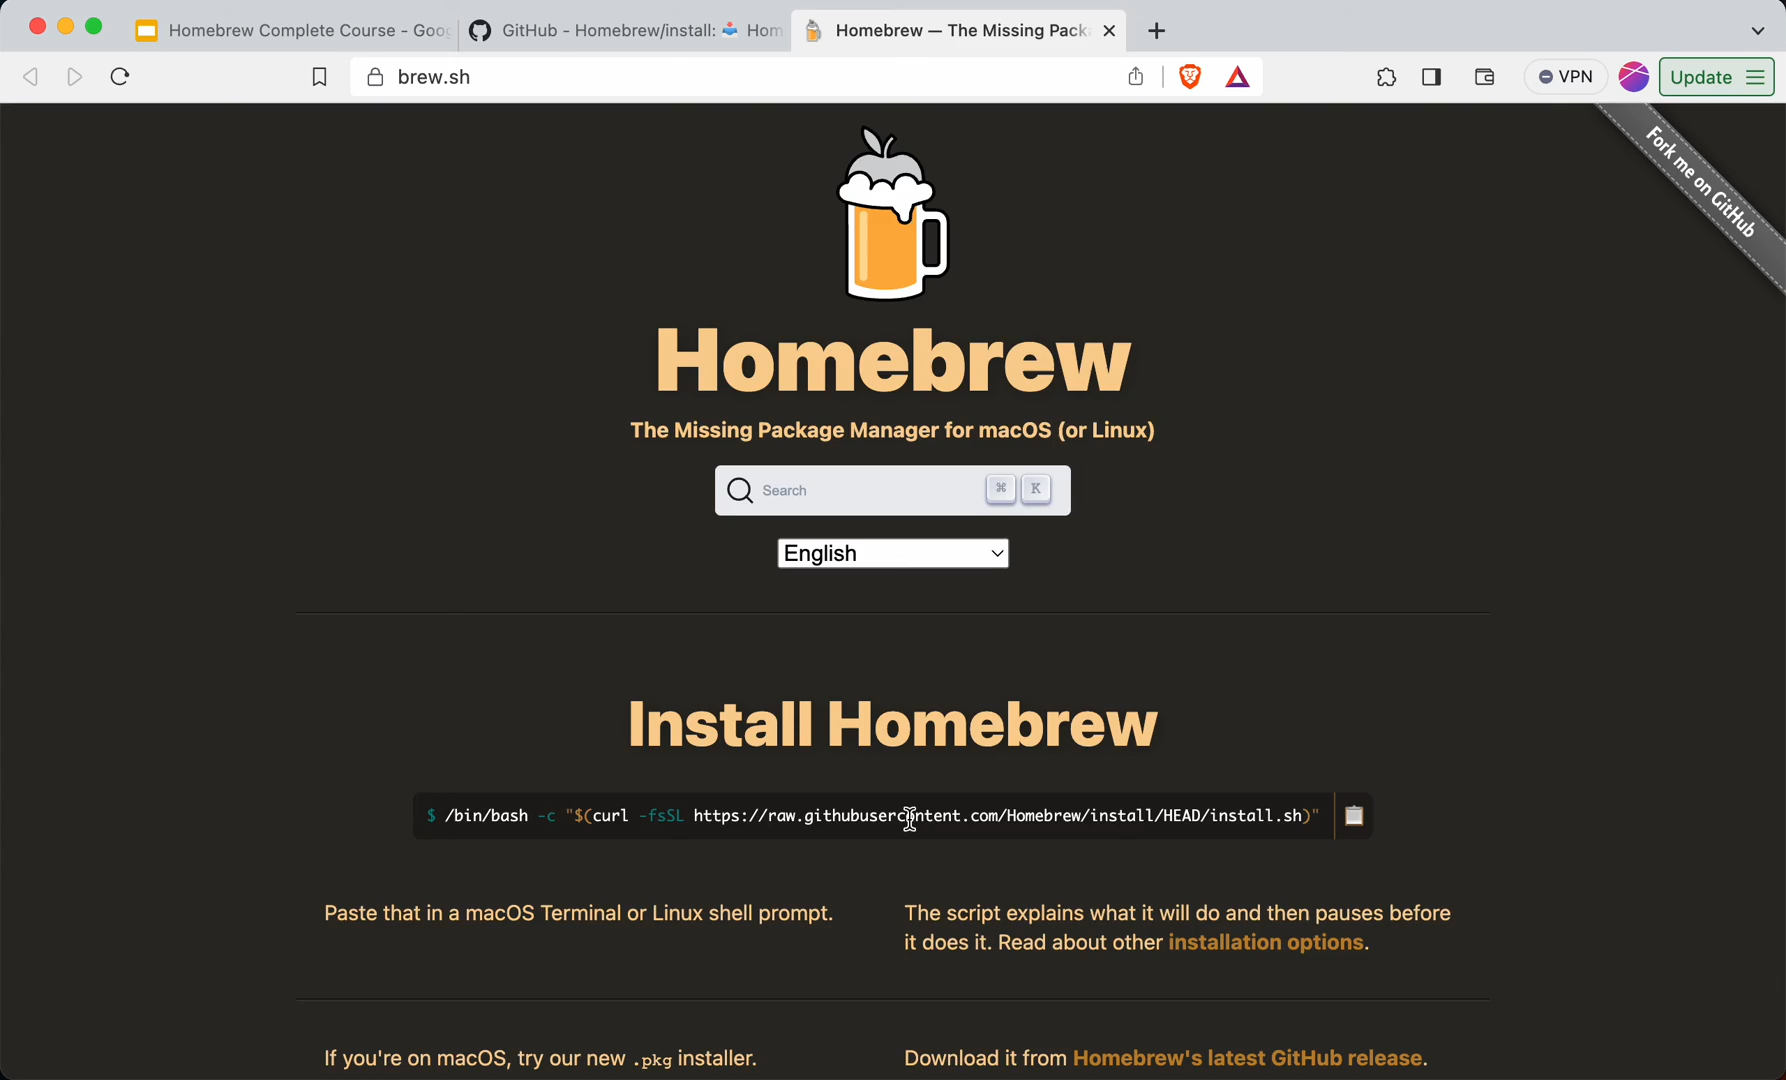 Homebrew Complete Course - Goog
GitHub - Homebrew/install: 📥 Hom
Homebrew — The Missing Pack
brew.sh
VPN
Update
Fork me on GitHub
Homebrew
The Missing Package Manager for macOS (or Linux)
Search
⌘ K
English
Install Homebrew
$ /bin/bash -c "$(curl -fsSL https://raw.githubusercontent.com/Homebrew/install/HEAD/install.sh)"
Paste that in a macOS Terminal or Linux shell prompt.
The script explains what it will do and then pauses before
it does it. Read about other installation options.
If you're on macOS, try our new .pkg installer.
Download it from Homebrew's latest GitHub release.